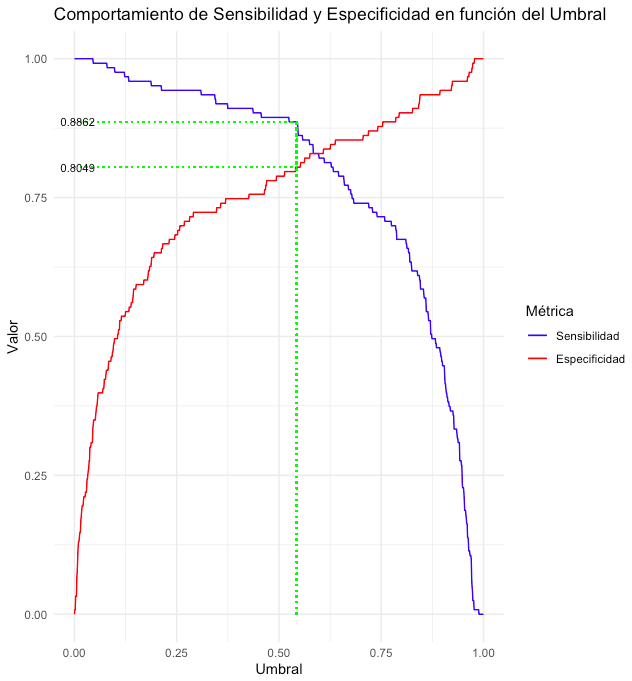 Comportamiento de Sensibilidad y Especificidad en función del Umbral
1.00
0.8862
0.8049
0.75
0.50
0.25
0.00
Valor
0.00 0.25 0.50 0.75 1.00
Umbral
Métrica
Sensibilidad
Especificidad